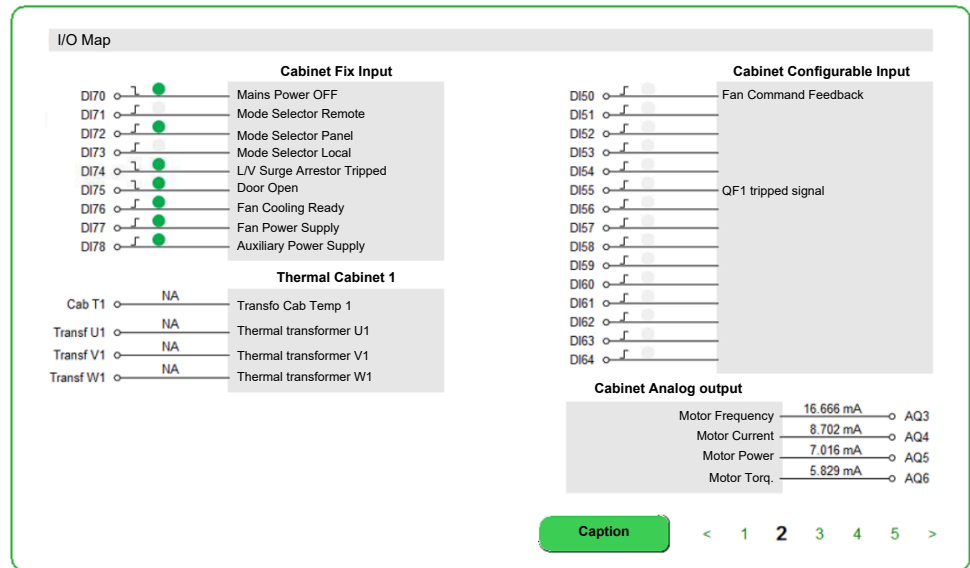 I/O Map
Cabinet Fix Input
DI70 Mains Power OFF
DI71 Mode Selector Remote
DI72 Mode Selector Panel
DI73 Mode Selector Local
DI74 L/V Surge Arrestor Tripped
DI75 Door Open
DI76 Fan Cooling Ready
DI77 Fan Power Supply
DI78 Auxiliary Power Supply
Thermal Cabinet 1
Cab T1 NA Transfo Cab Temp 1
Transf U1 NA Thermal transformer U1
Transf V1 NA Thermal transformer V1
Transf W1 NA Thermal transformer W1
Cabinet Configurable Input
DI50 Fan Command Feedback
DI51
DI52
DI53
DI54
DI55 QF1 tripped signal
DI56
DI57
DI58
DI59
DI60
DI61
DI62
DI63
DI64
Cabinet Analog output
Motor Frequency 16.666 mA AQ3
Motor Current 8.702 mA AQ4
Motor Power 7.016 mA AQ5
Motor Torq. 5.829 mA AQ6
Caption < 1 2 3 4 5 >